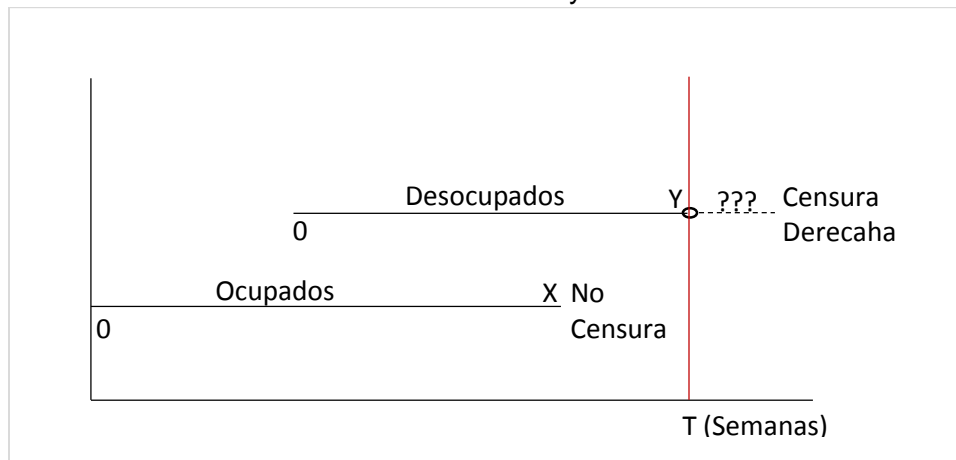 Desocupados
Y
???
Censura
Derecaha
0
Ocupados
X
No
Censura
0
T (Semanas)